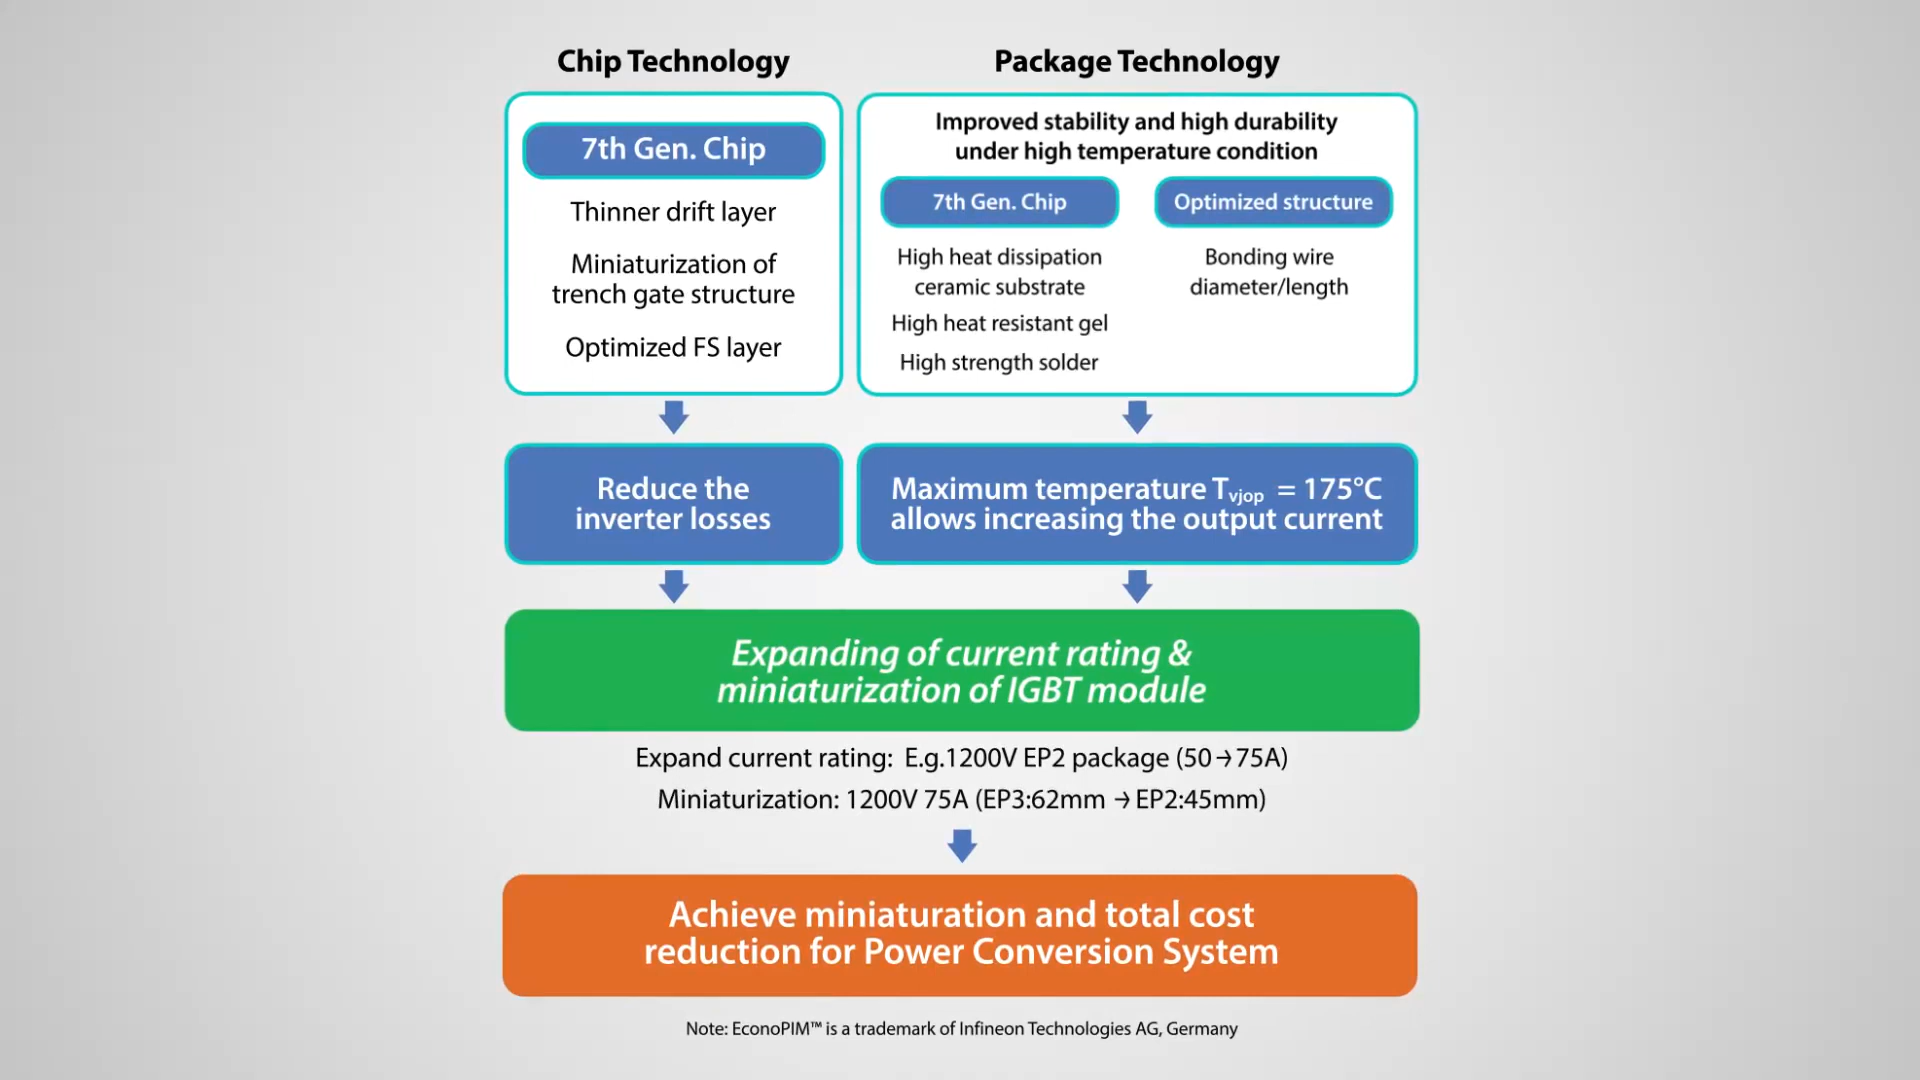 Chip Technology
7th Gen. Chip
Thinner drift layer
Miniaturization of
trench gate structure
Optimized FS layer
Package Technology
Improved stability and high durability
under high temperature condition
7th Gen. Chip
High heat dissipation
ceramic substrate
High heat resistant gel
High strength solder
Optimized structure
Bonding wire
diameter/length
Reduce the
inverter losses
Maximum temperature Tvjop = 175°C
allows increasing the output current
Expanding of current rating &
miniaturization of IGBT module
Expand current rating: E.g.1200V EP2 package (50→75A)
Miniaturization: 1200V 75A (EP3:62mm → EP2:45mm)
Achieve miniaturation and total cost
reduction for Power Conversion System
Note: EconoPIM™ is a trademark of Infineon Technologies AG, Germany